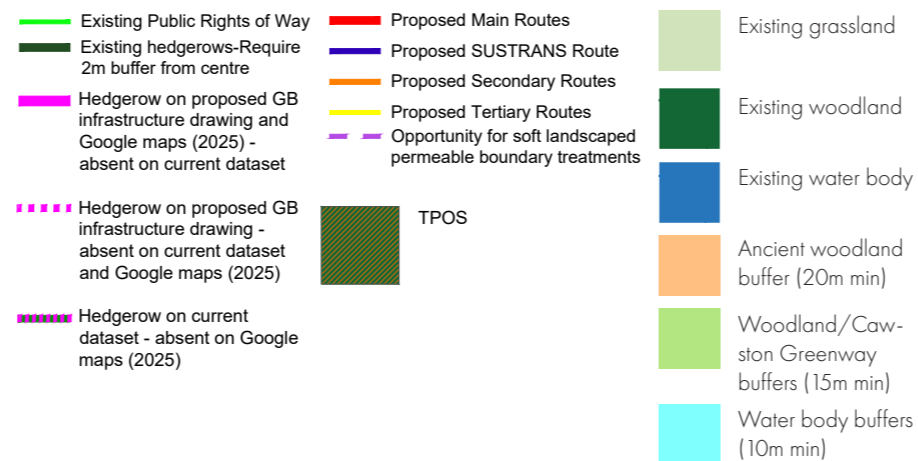 Existing Public Rights of Way
Existing hedgerows-Require
2m buffer from centre
Hedgerow on proposed GB
infrastructure drawing and
Google maps (2025) -
absent on current dataset
Hedgerow on proposed GB
infrastructure drawing -
absent on current dataset
and Google maps (2025)
Hedgerow on current
dataset - absent on Google
maps (2025)
Proposed Main Routes
Proposed SUSTRANS Route
Proposed Secondary Routes
Proposed Tertiary Routes
Opportunity for soft landscaped
permeable boundary treatments
TPOS
Existing grassland
Existing woodland
Existing water body
Ancient woodland
buffer (20m min)
Woodland/Caw-
ston Greenway
buffers (15m min)
Water body buffers
(10m min)